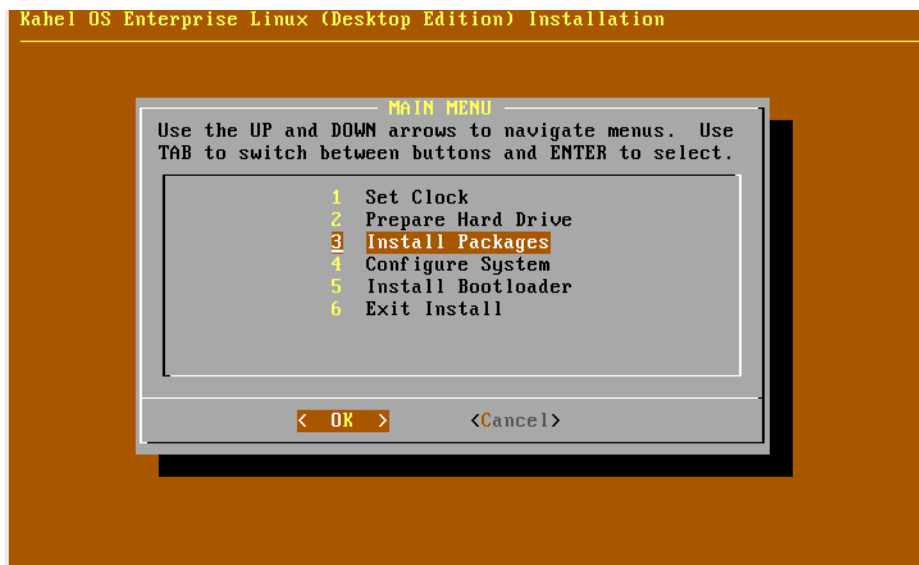 Kahel OS Enterprise Linux (Desktop Edition) Installation
MAIN MENU
Use the UP and DOWN arrows to navigate menus.  Use
TAB to switch between buttons and ENTER to select.
1 Set Clock
2 Prepare Hard Drive
3 Install Packages
4 Configure System
5 Install Bootloader
6 Exit Install
< OK > <Cancel>